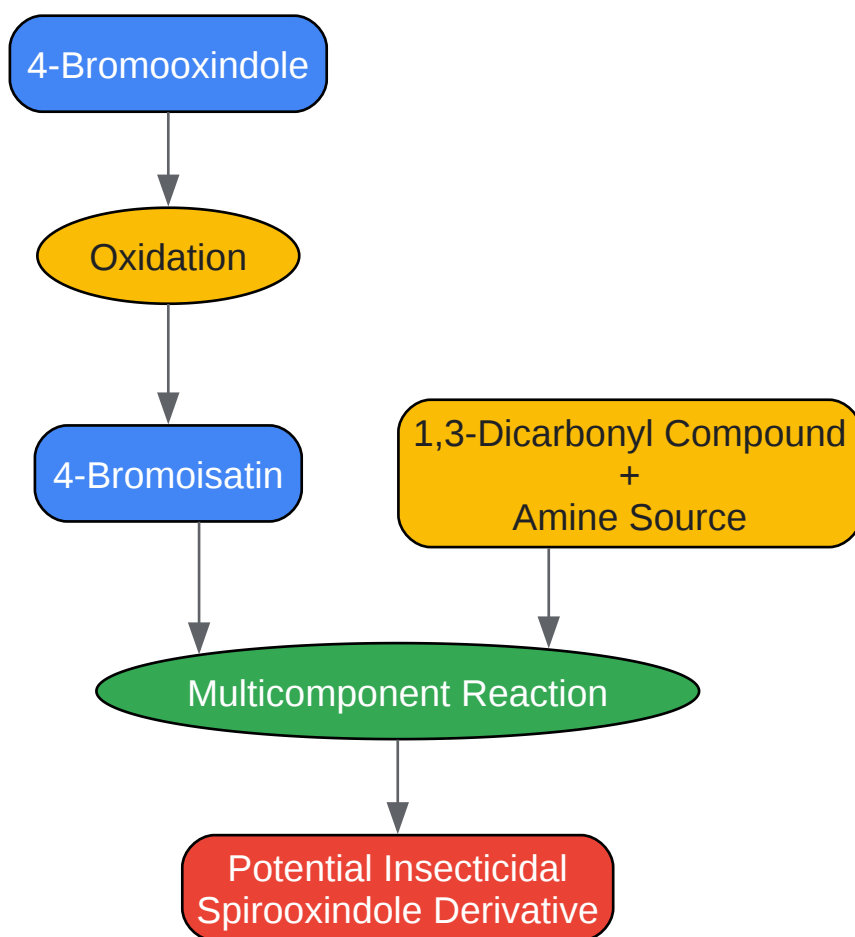 4-Bromooxindole
Oxidation
4-Bromoisatin
1,3-Dicarbonyl Compound
+
Amine Source
Multicomponent Reaction
Potential Insecticidal
Spirooxindole Derivative